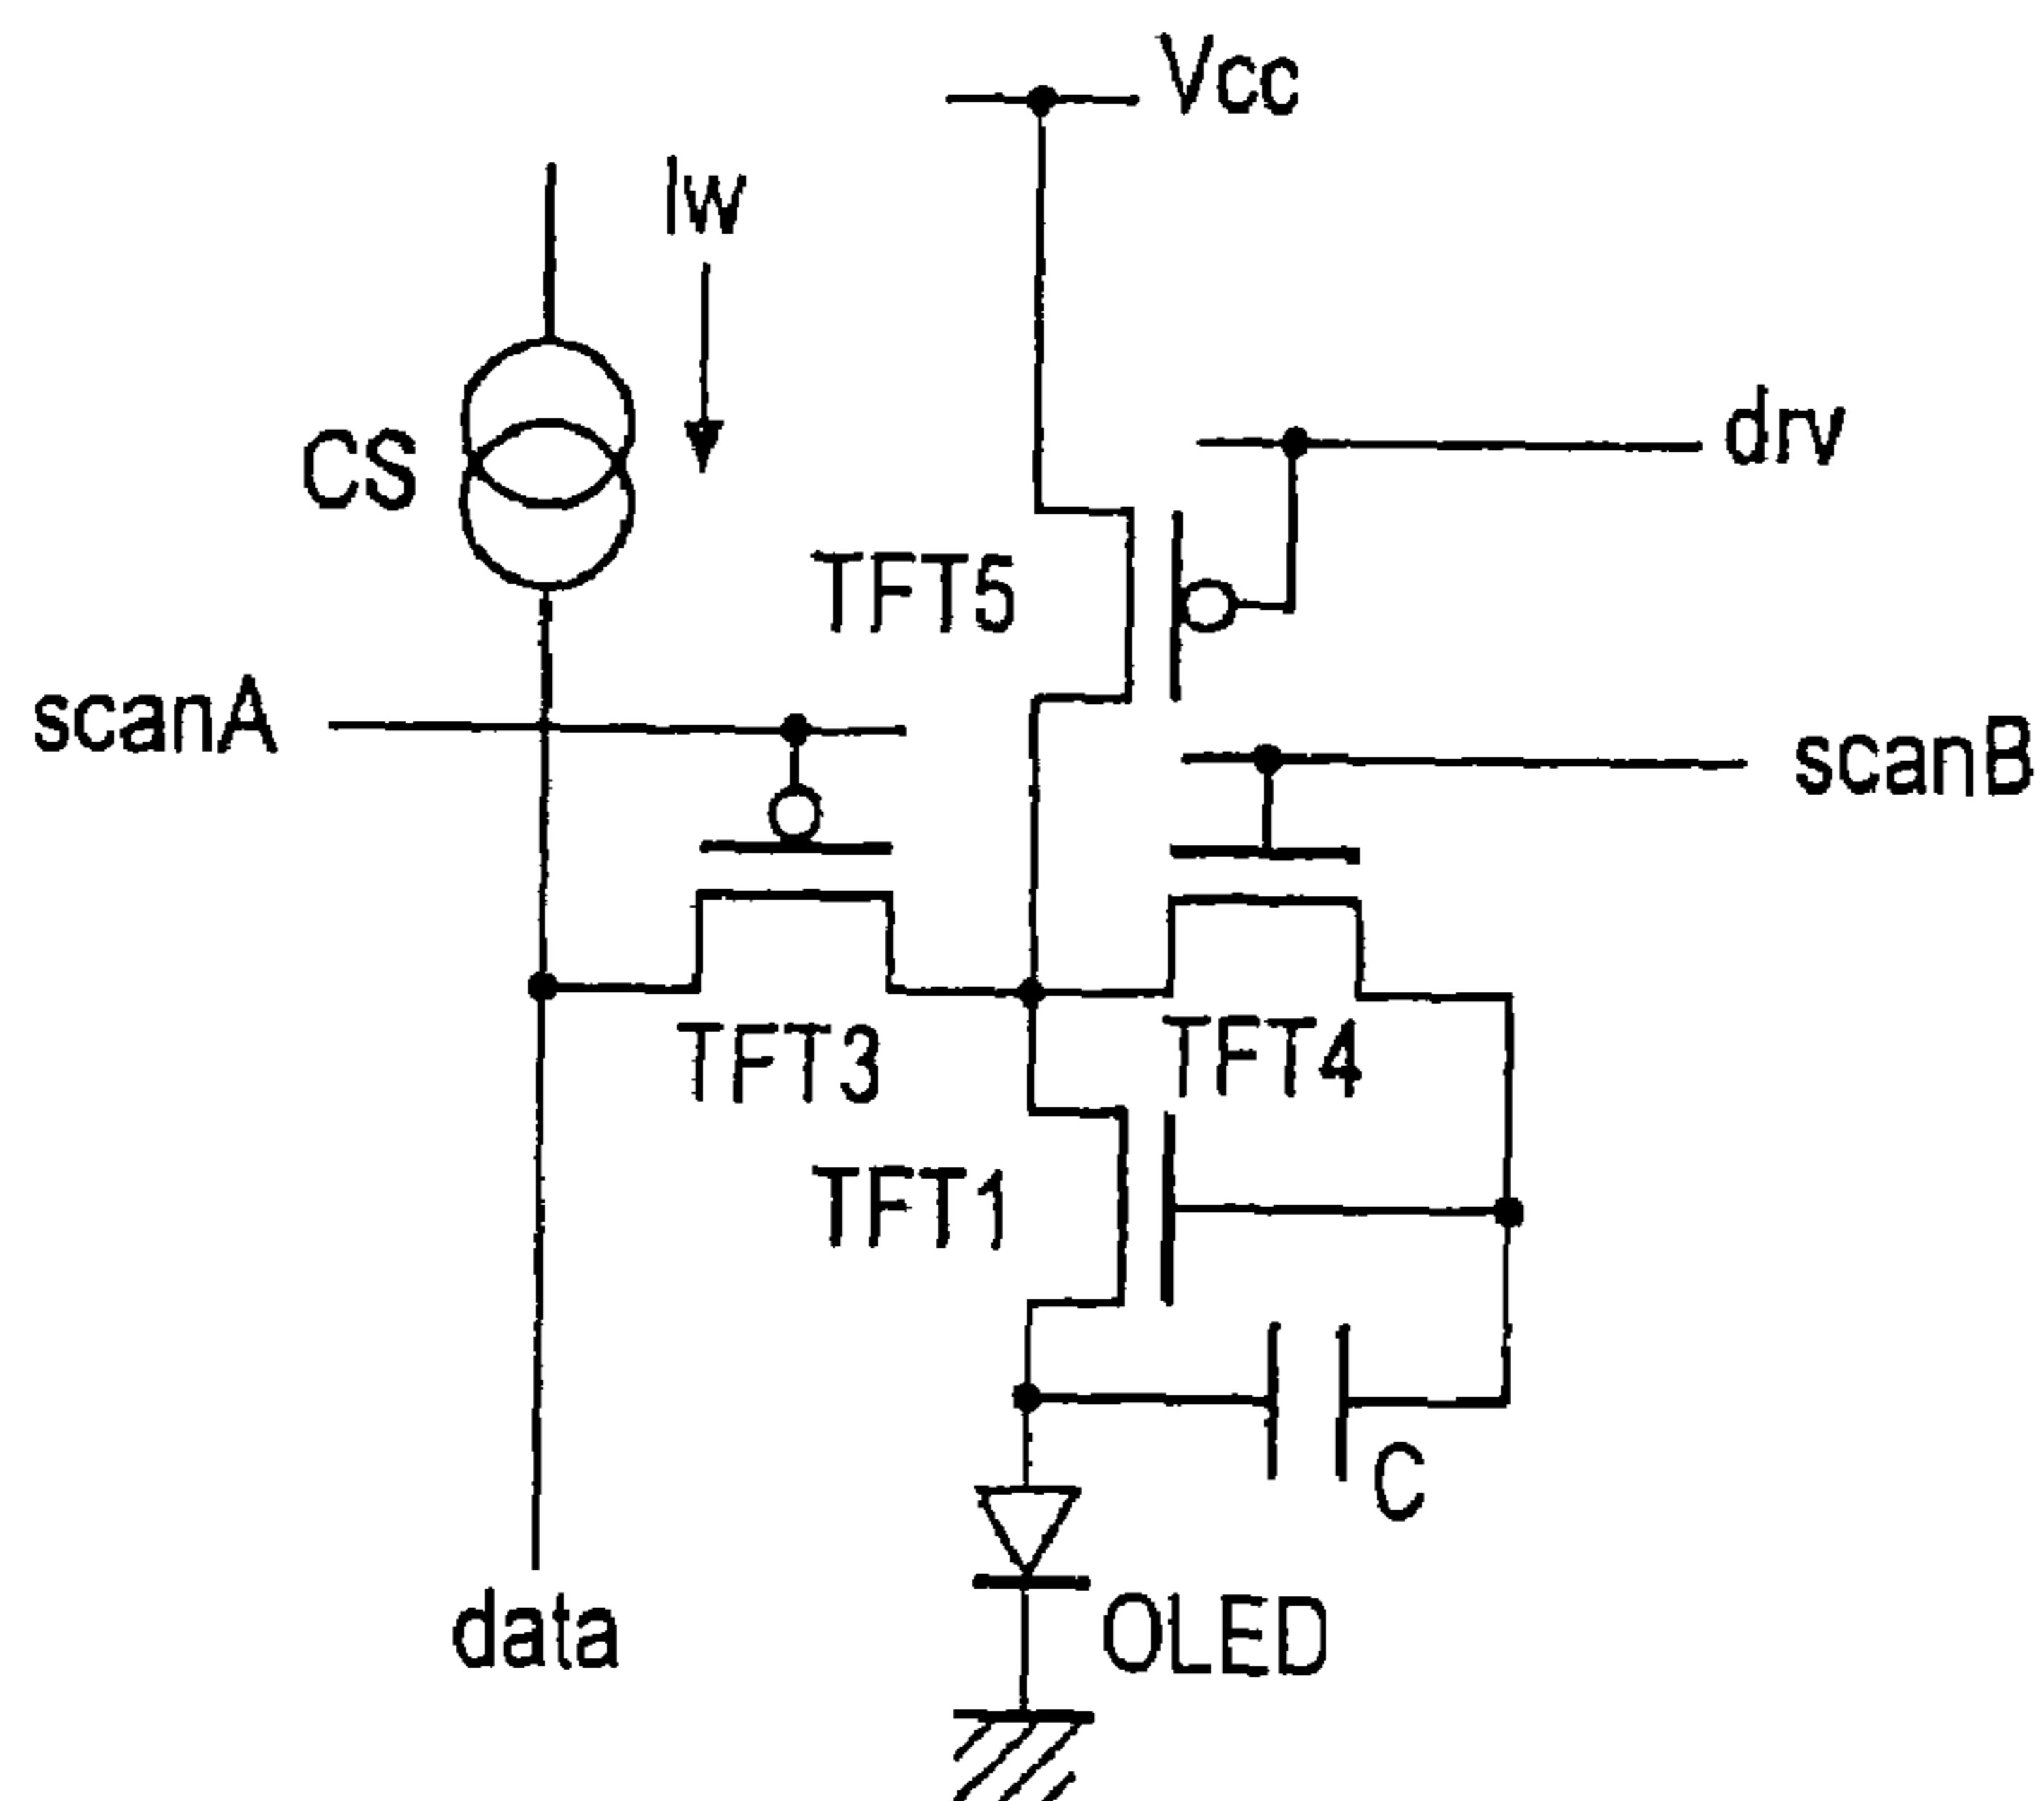 Vcc
Iw
drv
CS
TFT5
scanA
scanB
TFT3
TFT4
TFT1
C
data
OLED